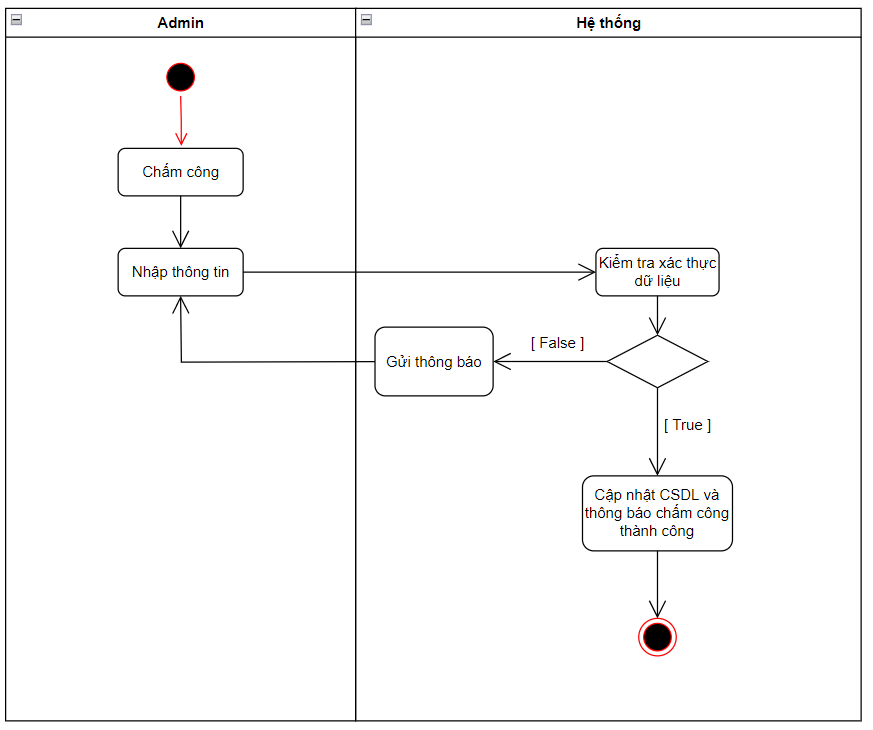 Admin
Hệ thống
Chấm công
Nhập thông tin
Kiểm tra xác thực
dữ liệu
[ False ]
Gửi thông báo
[ True ]
Cập nhật CSDL và
thông báo chấm công
thành công